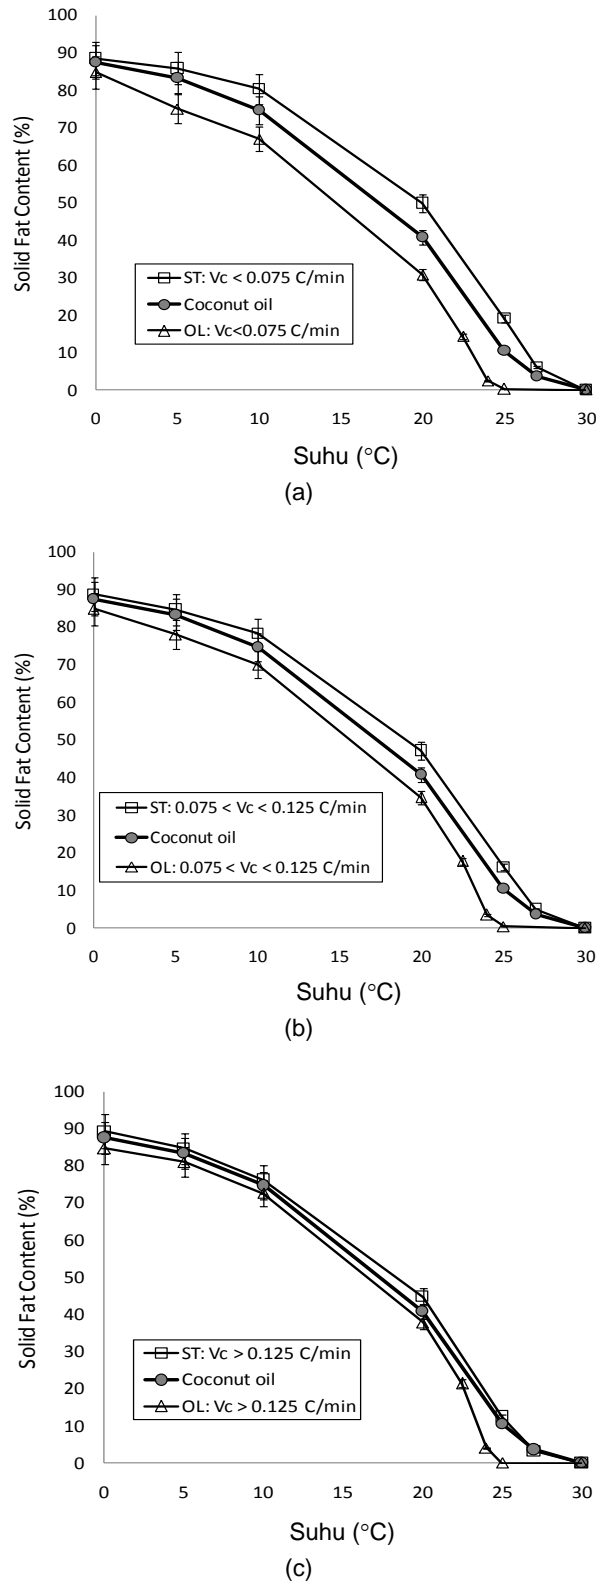 100
90
80
70
60
50
40
30
20
10
0
Solid Fat Content (%)
ST: Vc < 0.075 C/min
Coconut oil
OL: Vc<0.075 C/min
0 5 10 15 20 25 30
Suhu (°C)
(a)
100
90
80
70
60
50
40
30
20
10
0
Solid Fat Content (%)
ST: 0.075 < Vc < 0.125 C/min
Coconut oil
OL: 0.075 < Vc < 0.125 C/min
0 5 10 15 20 25 30
Suhu (°C)
(b)
100
90
80
70
60
50
40
30
20
10
0
Solid Fat Content (%)
ST: Vc > 0.125 C/min
Coconut oil
OL: Vc > 0.125 C/min
0 5 10 15 20 25 30
Suhu (°C)
(c)